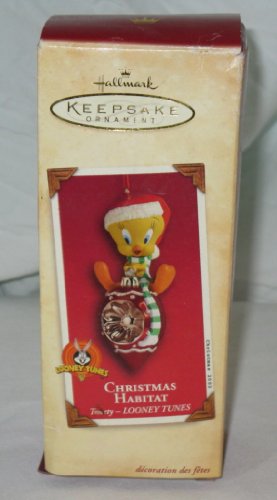 Hallmark
KEEPSAKE
ORNAMENT
LOONEY TUNES
CHRISTMAS
HABITAT
Tweety – LOONEY TUNES
décoration des fêtes